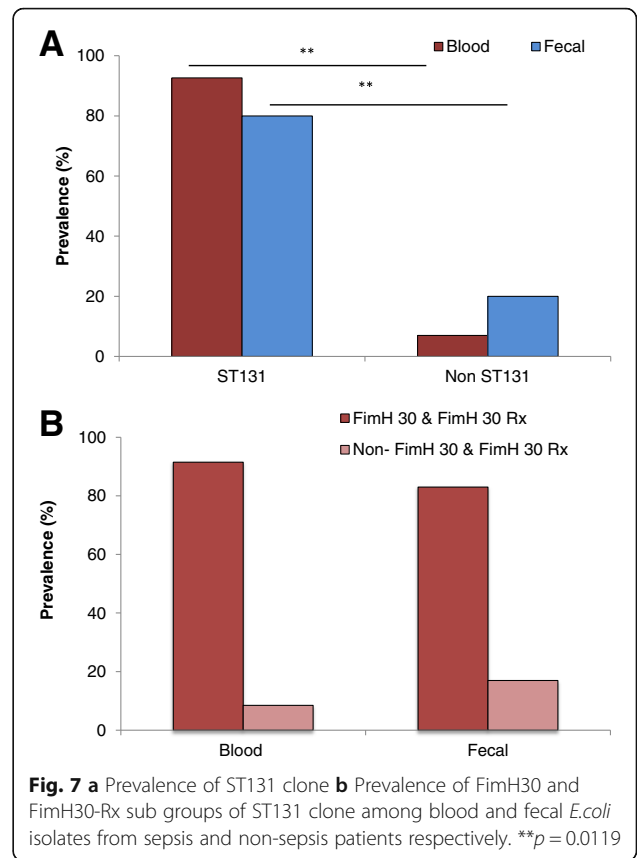 A
Blood Fecal
**
**
Prevalence (%)
100
80
60
40
20
0
ST131 Non ST131
B
FimH 30 & FimH 30 Rx
Non- FimH 30 & FimH 30 Rx
Prevalence (%)
100
80
60
40
20
0
Blood Fecal
Fig. 7 a Prevalence of ST131 clone b Prevalence of FimH30 and
FimH30-Rx sub groups of ST131 clone among blood and fecal E.coli
isolates from sepsis and non-sepsis patients respectively. **p = 0.0119